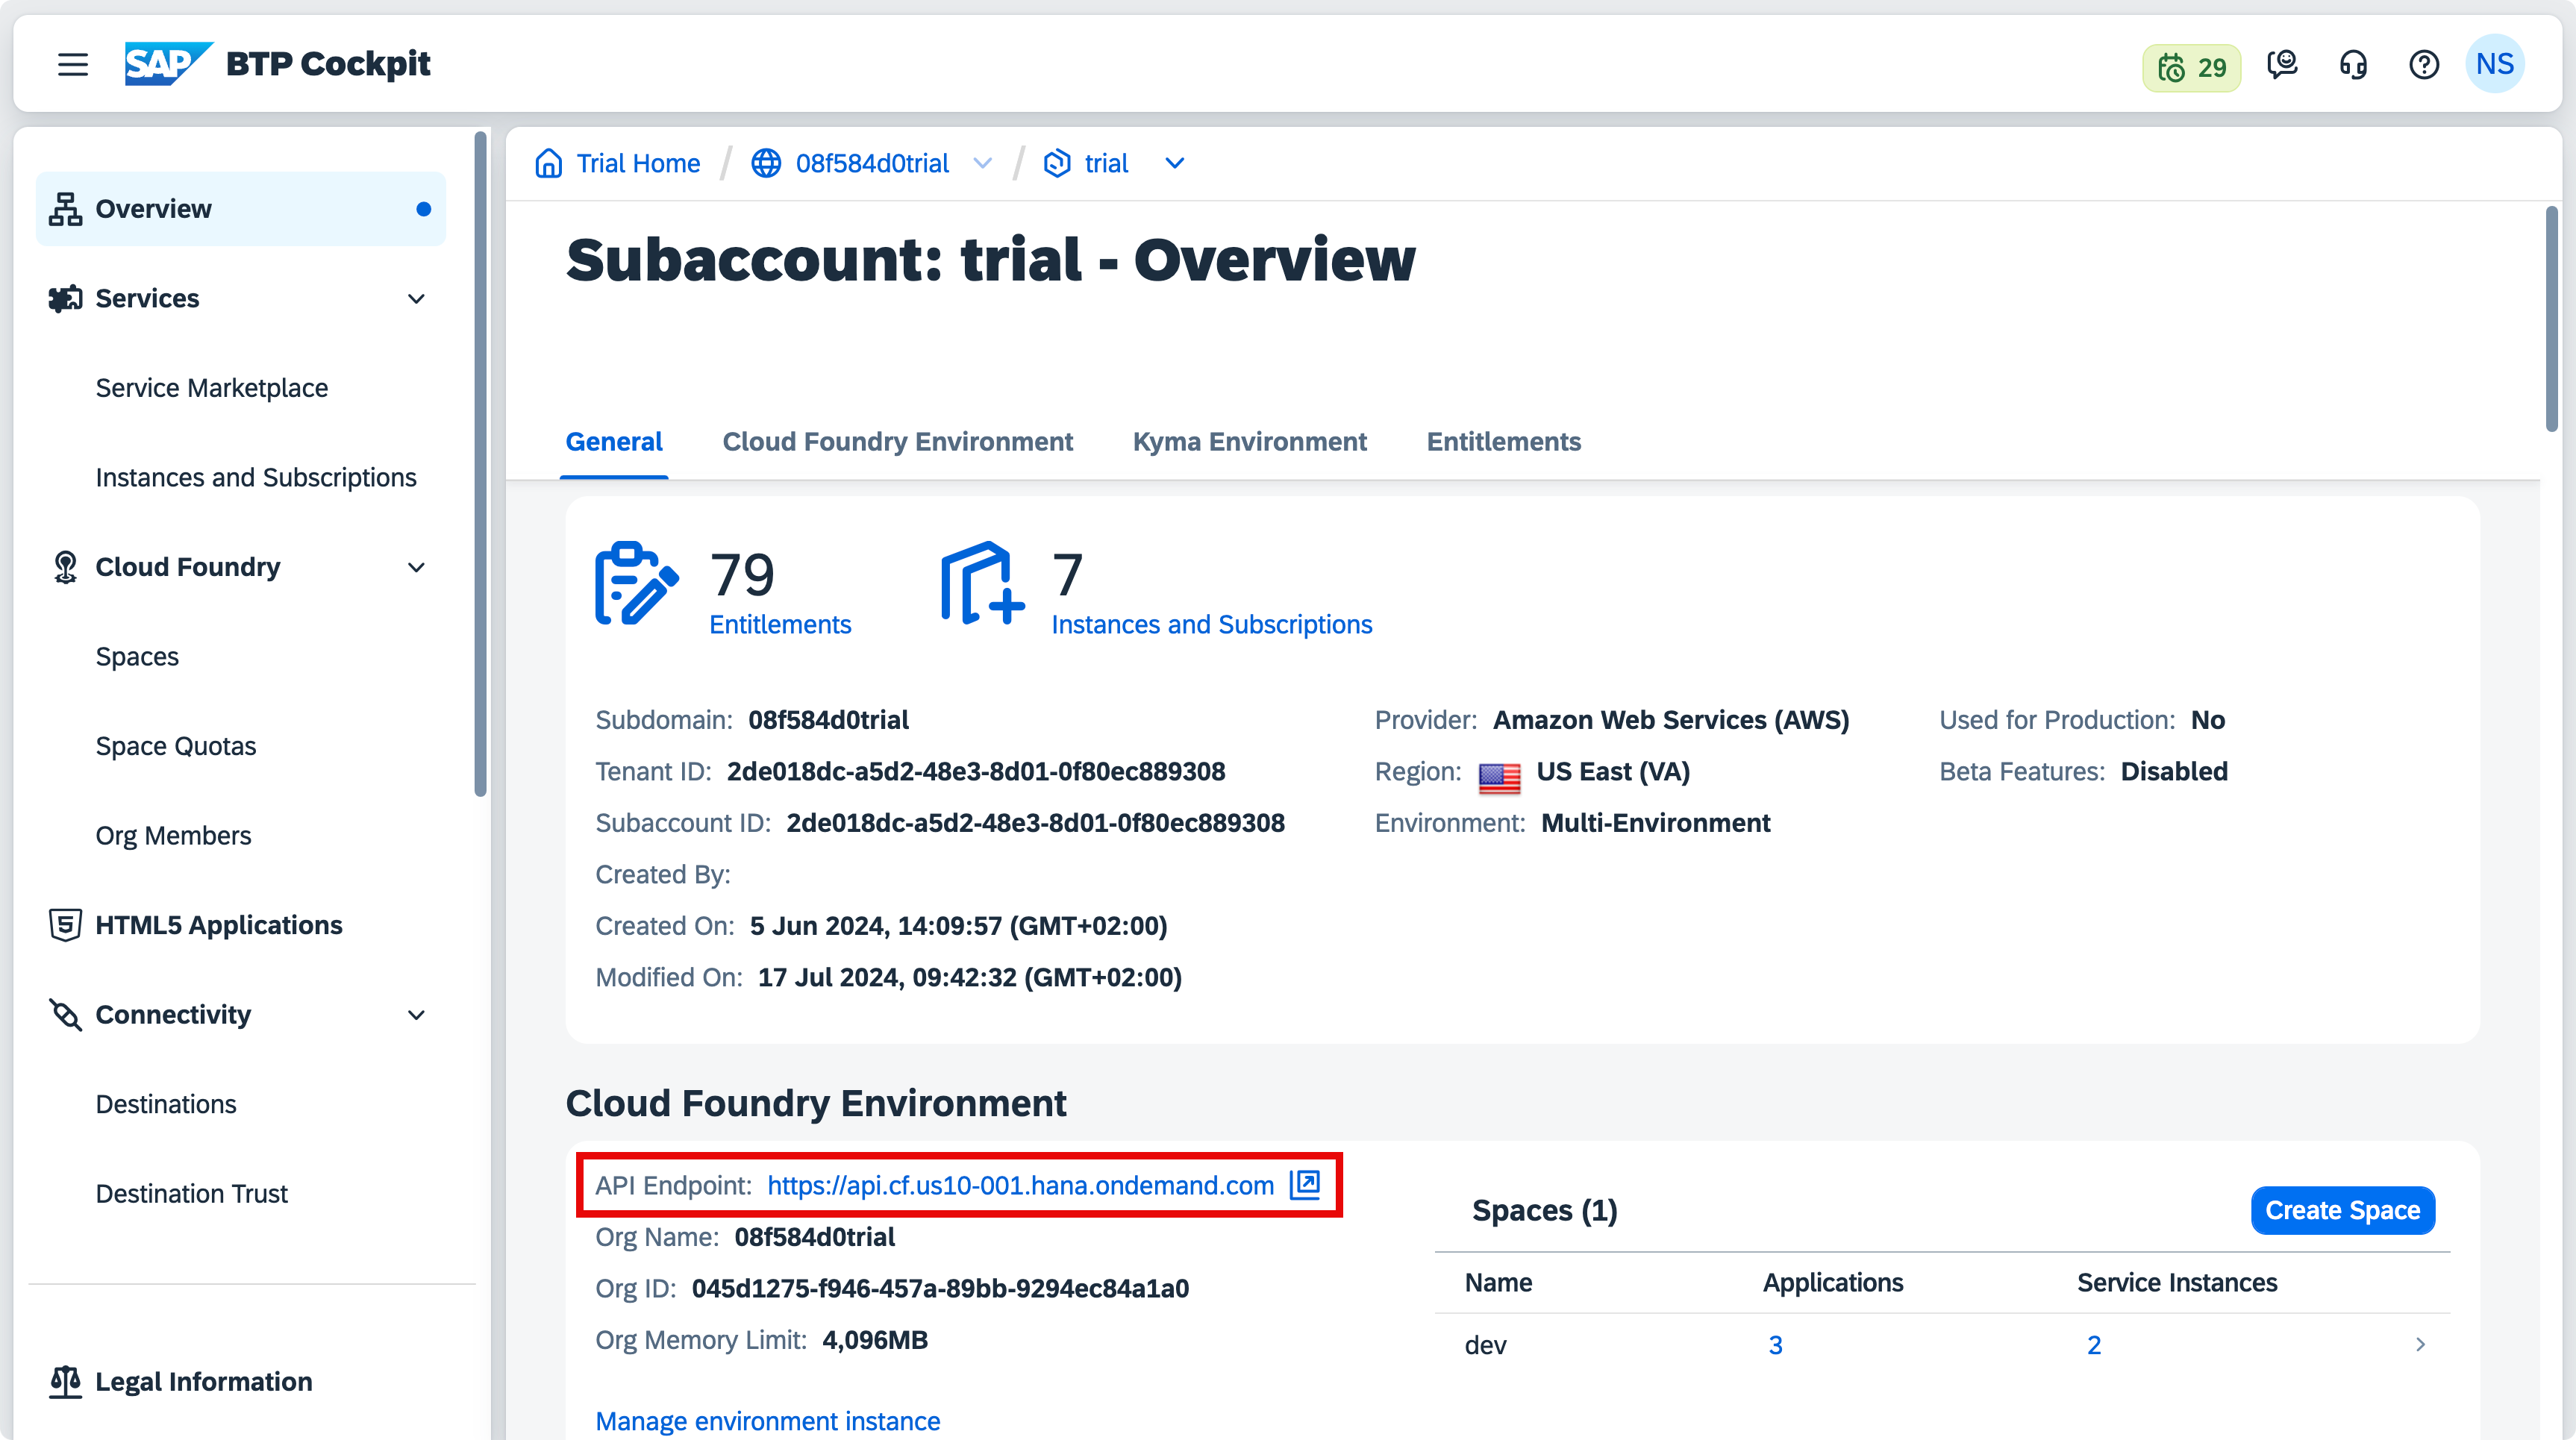 SAP BTP Cockpit
29
NS
Overview
Services
Service Marketplace
Instances and Subscriptions
Cloud Foundry
Spaces
Space Quotas
Org Members
HTML5 Applications
Connectivity
Destinations
Destination Trust
Legal Information
Trial Home / 08f584d0trial / trial
Subaccount: trial - Overview
General Cloud Foundry Environment Kyma Environment Entitlements
79
Entitlements
7
Instances and Subscriptions
Subdomain: 08f584d0trial
Tenant ID: 2de018dc-a5d2-48e3-8d01-0f80ec889308
Subaccount ID: 2de018dc-a5d2-48e3-8d01-0f80ec889308
Created By:
Created On: 5 Jun 2024, 14:09:57 (GMT+02:00)
Modified On: 17 Jul 2024, 09:42:32 (GMT+02:00)
Provider: Amazon Web Services (AWS)
Region: US East (VA)
Environment: Multi-Environment
Used for Production: No
Beta Features: Disabled
Cloud Foundry Environment
API Endpoint: https://api.cf.us10-001.hana.ondemand.com
Org Name: 08f584d0trial
Org ID: 045d1275-f946-457a-89bb-9294ec84a1a0
Org Memory Limit: 4,096MB
Manage environment instance
Spaces (1)
Create Space
Name Applications Service Instances
dev 3 2